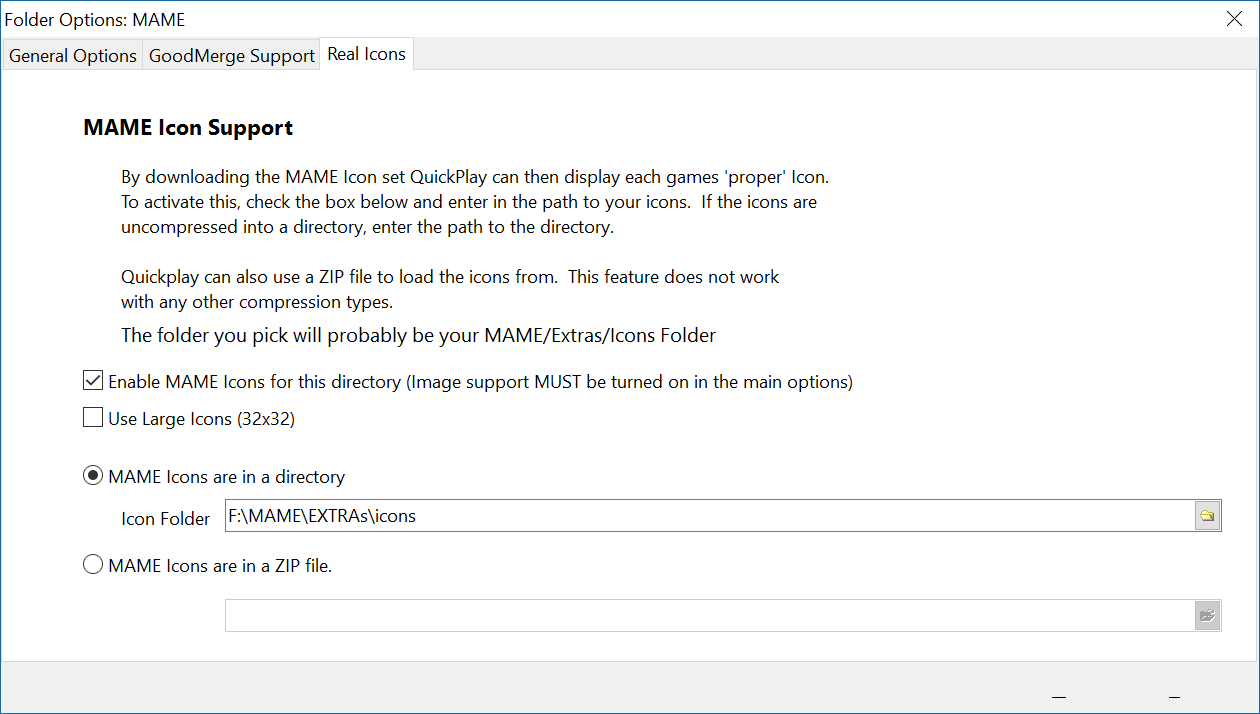 Folder Options: MAME
General Options GoodMerge Support Real Icons
MAME Icon Support
By downloading the MAME Icon set QuickPlay can then display each games 'proper' Icon.
To activate this, check the box below and enter in the path to your icons.  If the icons are
uncompressed into a directory, enter the path to the directory.
Quickplay can also use a ZIP file to load the icons from.  This feature does not work
with any other compression types.
The folder you pick will probably be your MAME/Extras/Icons Folder
Enable MAME Icons for this directory (Image support MUST be turned on in the main options)
Use Large Icons (32x32)
MAME Icons are in a directory
Icon Folder F:\MAME\EXTRAs\icons
MAME Icons are in a ZIP file.